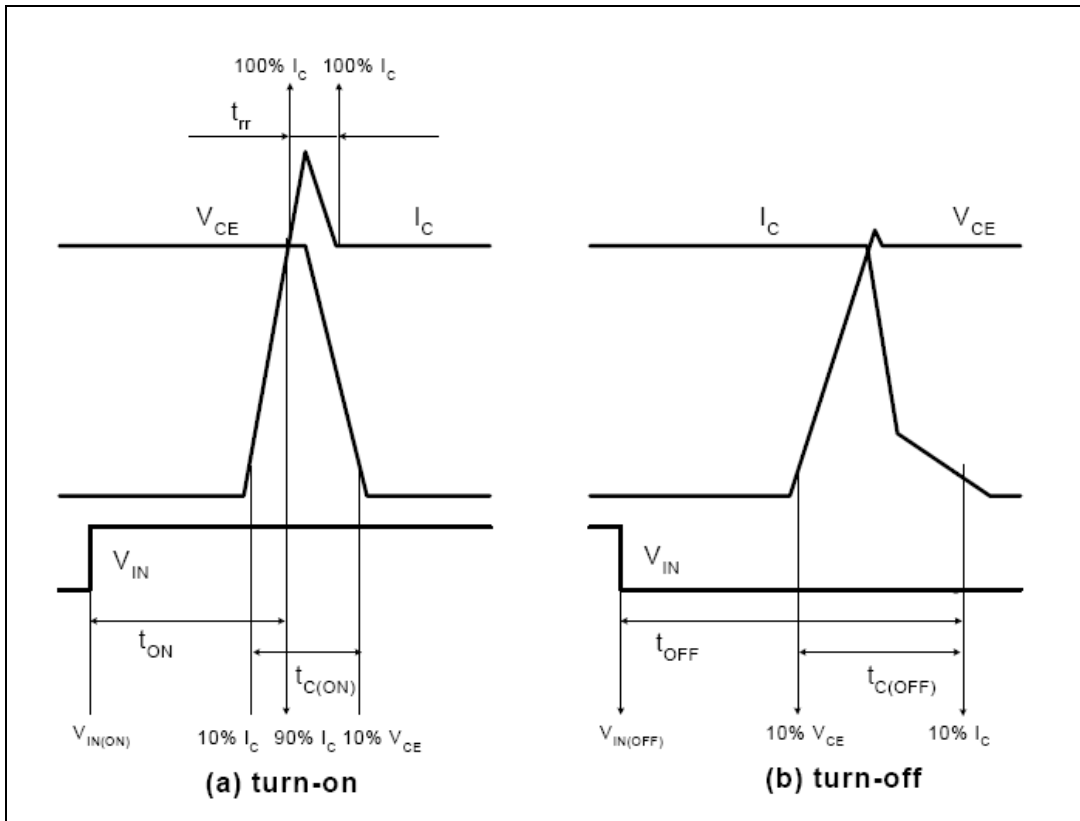 100% I_C 100% I_C
t_rr
V_CE I_C
I_C V_CE
V_IN
V_IN
t_ON
t_OFF
t_C(ON)
t_C(OFF)
V_IN(ON) 10% I_C 90% I_C 10% V_CE
V_IN(OFF) 10% V_CE 10% I_C
(a) turn-on
(b) turn-off